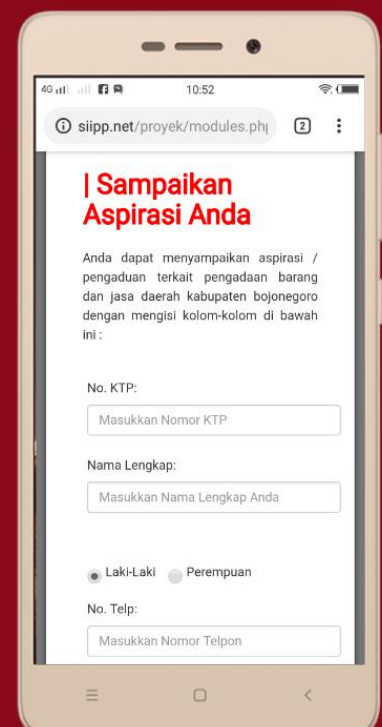 4G
10:52
siipp.net/proyek/modules.php
2
| Sampaikan
Aspirasi Anda
Anda dapat menyampaikan aspirasi /
pengaduan terkait pengadaan barang
dan jasa daerah kabupaten bojonegoro
dengan mengisi kolom-kolom di bawah
ini :
No. KTP:
Masukkan Nomor KTP
Nama Lengkap:
Masukkan Nama Lengkap Anda
Laki-Laki Perempuan
No. Telp:
Masukkan Nomor Telpon